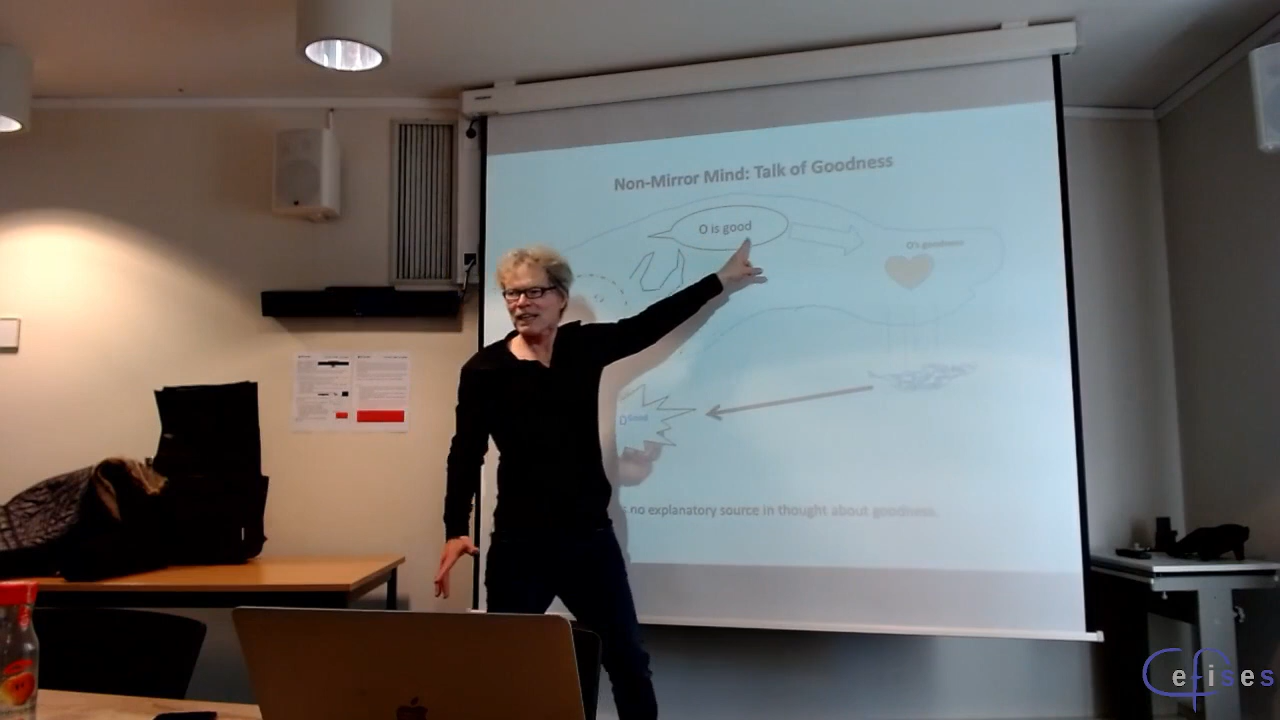 Non-Mirror Mind: Talk of Goodness
O is good
O's goodness
Good
no explanatory source in thought about goodness.
efises